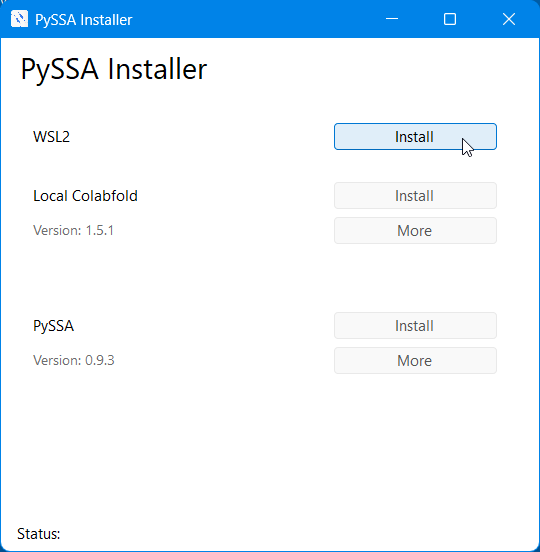 PySSA Installer
PySSA Installer
WSL2 Install
Local Colabfold Install
Version: 1.5.1 More
PySSA Install
Version: 0.9.3 More
Status: